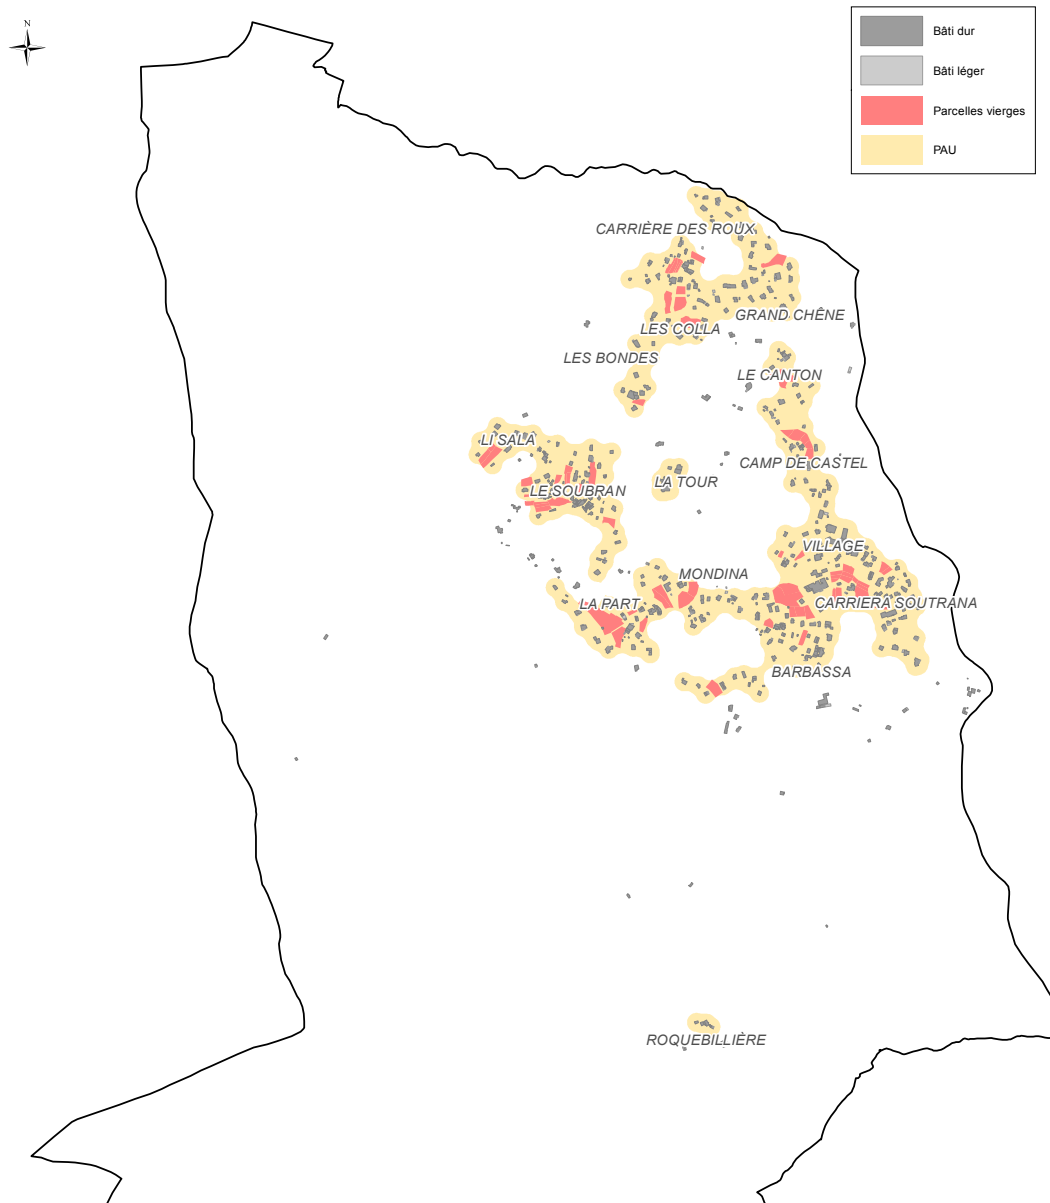 N
Bâti dur
Bâti léger
Parcelles vierges
PAU
CARRIÈRE DES ROUX
GRAND CHÊNE
LES COLLA
LES BONDES
LE CANTON
LI SALA
CAMP DE CASTEL
LA TOUR
LE SOUBRAN
VILLAGE
MONDINA
LA PART
CARRIERA SOUTRANA
BARBASSA
ROQUEBILLIÈRE